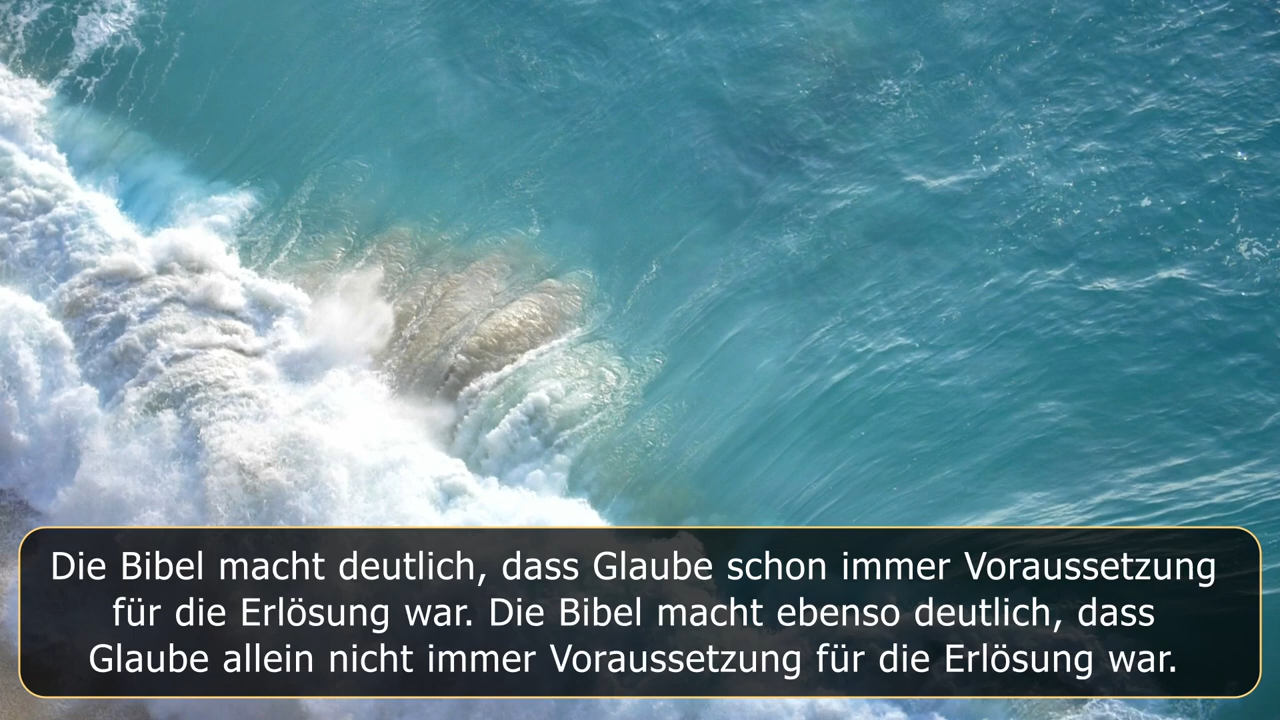 Die Bibel macht deutlich, dass Glaube schon immer Voraussetzung
für die Erlösung war. Die Bibel macht ebenso deutlich, dass
Glaube allein nicht immer Voraussetzung für die Erlösung war.